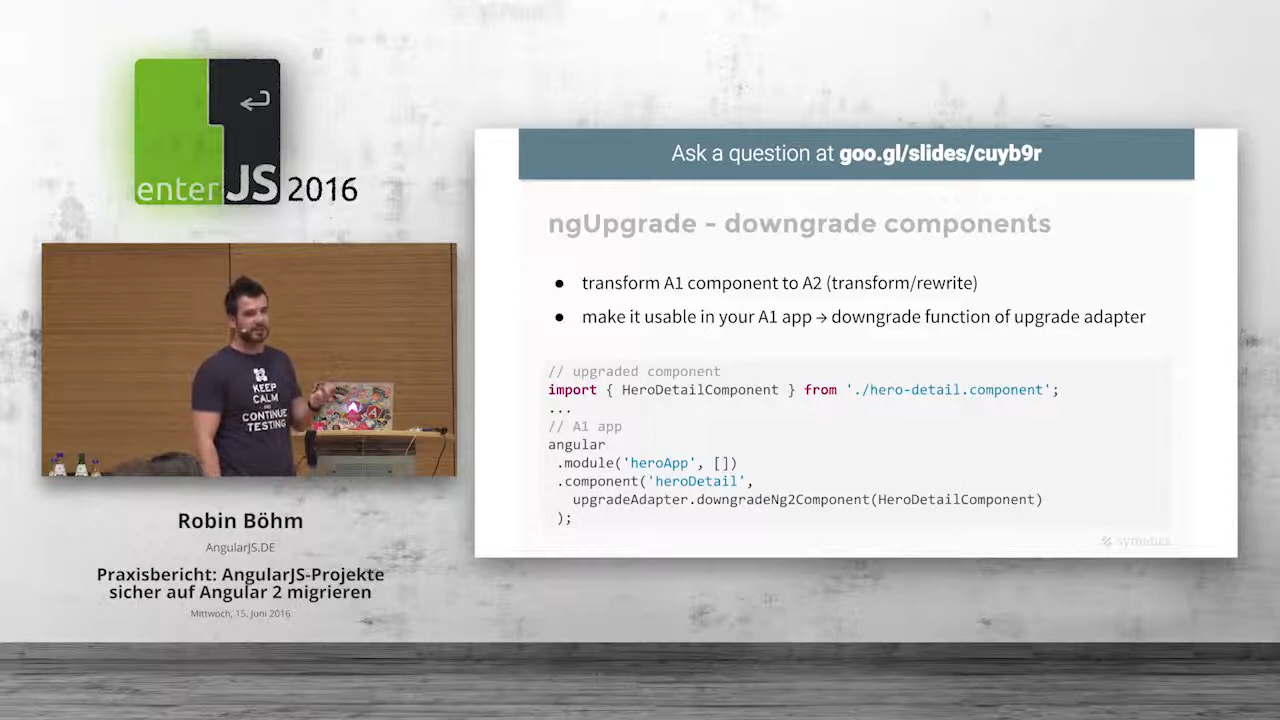 enterJS 2016
KEEP
CALM
AND
CONTINUE
TESTING
Robin Böhm
AngularJS.DE
Praxisbericht: AngularJS-Projekte
sicher auf Angular 2 migrieren
Mittwoch, 15. Juni 2016
Ask a question at goo.gl/slides/cuyb9r
ngUpgrade - downgrade components
● transform A1 component to A2 (transform/rewrite)
● make it usable in your A1 app → downgrade function of upgrade adapter
// upgraded component
import { HeroDetailComponent } from './hero-detail.component';
...
// A1 app
angular
.module('heroApp', [])
.component('heroDetail',
upgradeAdapter.downgradeNg2Component(HeroDetailComponent)
);
symetics